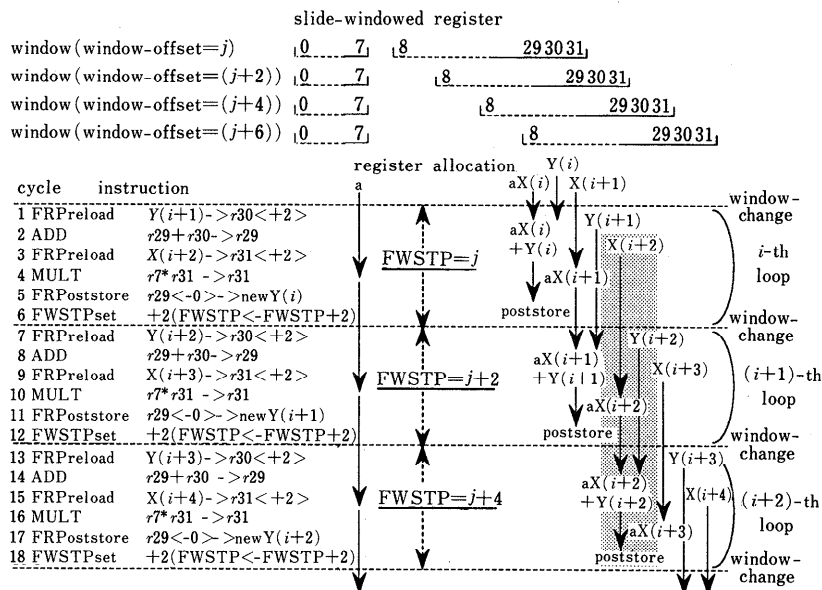 slide-windowed register
window(window-offset=j) 0 7 8 29 30 31
window(window-offset=(j+2)) 0 7 8 29 30 31
window(window-offset=(j+4)) 0 7 8 29 30 31
window(window-offset=(j+6)) 0 7 8 29 30 31
register allocation Y(i)
cycle instruction a aX(i) X(i+1) window-
1 FRPreload Y(i+1)->r30<+2> aX(i) Y(i+1) change
2 ADD r29+r30->r29 +Y(i) X(i+2) i-th
3 FRPreload X(i+2)->r31<+2> FWSTP=j loop
4 MULT r7*r31 ->r31 aX(i+1)
5 FRPoststore r29<-0>->newY(i) poststore
6 FWSTPset +2(FWSTP<-FWSTP+2) window-
7 FRPreload Y(i+2)->r30<+2> Y(i+2) change
8 ADD r29+r30->r29 aX(i+1) X(i+3)
9 FRPreload X(i+3)->r31<+2> FWSTP=j+2 +Y(i+1) (i+1)-th
10 MULT r7*r31 ->r31 aX(i+2) loop
11 FRPoststore r29<-0>->newY(i+1) poststore
12 FWSTPset +2(FWSTP<-FWSTP+2) window-
13 FRPreload Y(i+3)->r30<+2> Y(i+3) change
14 ADD r29+r30 ->r29 aX(i+2)
15 FRPreload X(i+4)->r31<+2> FWSTP=j+4 +Y(i+2) X(i+4) (i+2)-th
16 MULT r7*r31 ->r31 aX(i+3) loop
17 FRPoststore r29<-0>->newY(i+2)
18 FWSTPset +2(FWSTP<-FWSTP+2) poststore window-
change